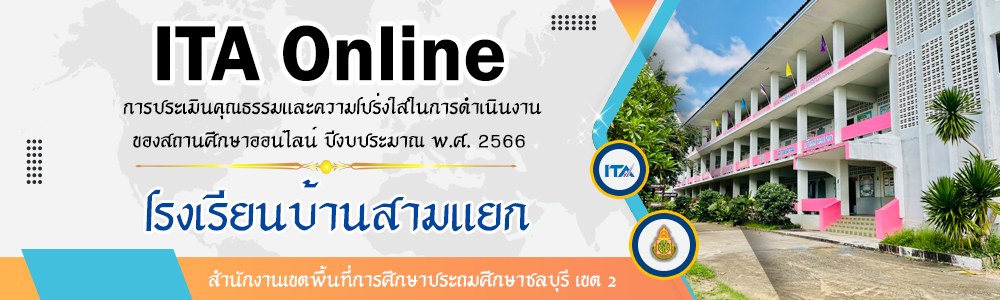 ITA Online
การประเมินคุณธรรมและความโปร่งใสในการดำเนินงาน
ของสถานศึกษาออนไลน์ ปีงบประมาณ พ.ศ. 2566
โรงเรียนบ้านสามแยก
ITA
สำนักงานเขตพื้นที่การศึกษาประถมศึกษาชลบุรี เขต 2